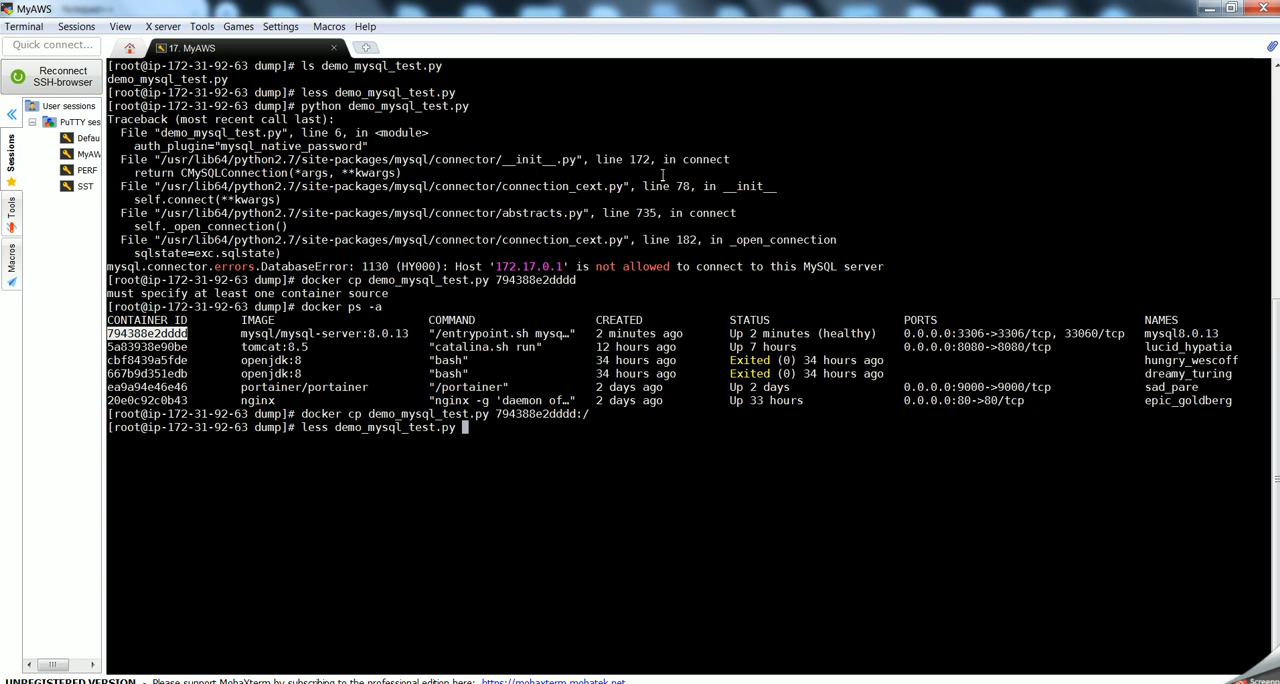 MyAWS
Terminal Sessions View X server Tools Games Settings Macros Help
Quick connect...
17. MyAWS
Reconnect
SSH-browser
User sessions
PuTTY ses
Defau
MyAW
PERF
SST
Sessions
Tools
Macros
[root@ip-172-31-92-63 dump]# ls demo_mysql_test.py
demo_mysql_test.py
[root@ip-172-31-92-63 dump]# less demo_mysql_test.py
[root@ip-172-31-92-63 dump]# python demo_mysql_test.py
Traceback (most recent call last):
File "demo_mysql_test.py", line 6, in <module>
auth_plugin="mysql_native_password"
File "/usr/lib64/python2.7/site-packages/mysql/connector/__init__.py", line 172, in connect
return CMySQLConnection(*args, **kwargs)
File "/usr/lib64/python2.7/site-packages/mysql/connector/connection_cext.py", line 78, in __init__
self.connect(**kwargs)
File "/usr/lib64/python2.7/site-packages/mysql/connector/abstracts.py", line 735, in connect
self._open_connection()
File "/usr/lib64/python2.7/site-packages/mysql/connector/connection_cext.py", line 182, in _open_connection
sqlstate=exc.sqlstate)
mysql.connector.errors.DatabaseError: 1130 (HY000): Host '172.17.0.1' is not allowed to connect to this MySQL server
[root@ip-172-31-92-63 dump]# docker cp demo_mysql_test.py 794388e2dddd
must specify at least one container source
[root@ip-172-31-92-63 dump]# docker ps -a
CONTAINER ID IMAGE COMMAND CREATED STATUS PORTS NAMES
794388e2dddd mysql/mysql-server:8.0.13 "/entrypoint.sh mysq…" 2 minutes ago Up 2 minutes (healthy) 0.0.0.0:3306->3306/tcp, 33060/tcp mysql8.0.13
5a83938e90be tomcat:8.5 "catalina.sh run" 12 hours ago Up 7 hours 0.0.0.0:8080->8080/tcp lucid_hypatia
cbf8439a5fde openjdk:8 "bash" 34 hours ago Exited (0) 34 hours ago hungry_wescoff
667b9d351edb openjdk:8 "bash" 34 hours ago Exited (0) 34 hours ago dreamy_turing
ea9a94e46e46 portainer/portainer "/portainer" 2 days ago Up 2 days 0.0.0.0:9000->9000/tcp sad_pare
20e0c92c0b43 nginx "nginx -g 'daemon of…" 2 days ago Up 33 hours 0.0.0.0:80->80/tcp epic_goldberg
[root@ip-172-31-92-63 dump]# docker cp demo_mysql_test.py 794388e2dddd:/
[root@ip-172-31-92-63 dump]# less demo_mysql_test.py
UNREGISTERED VERSION - Please support MobaXterm by subscribing to the professional edition here: https://mobaxterm.mobatek.net